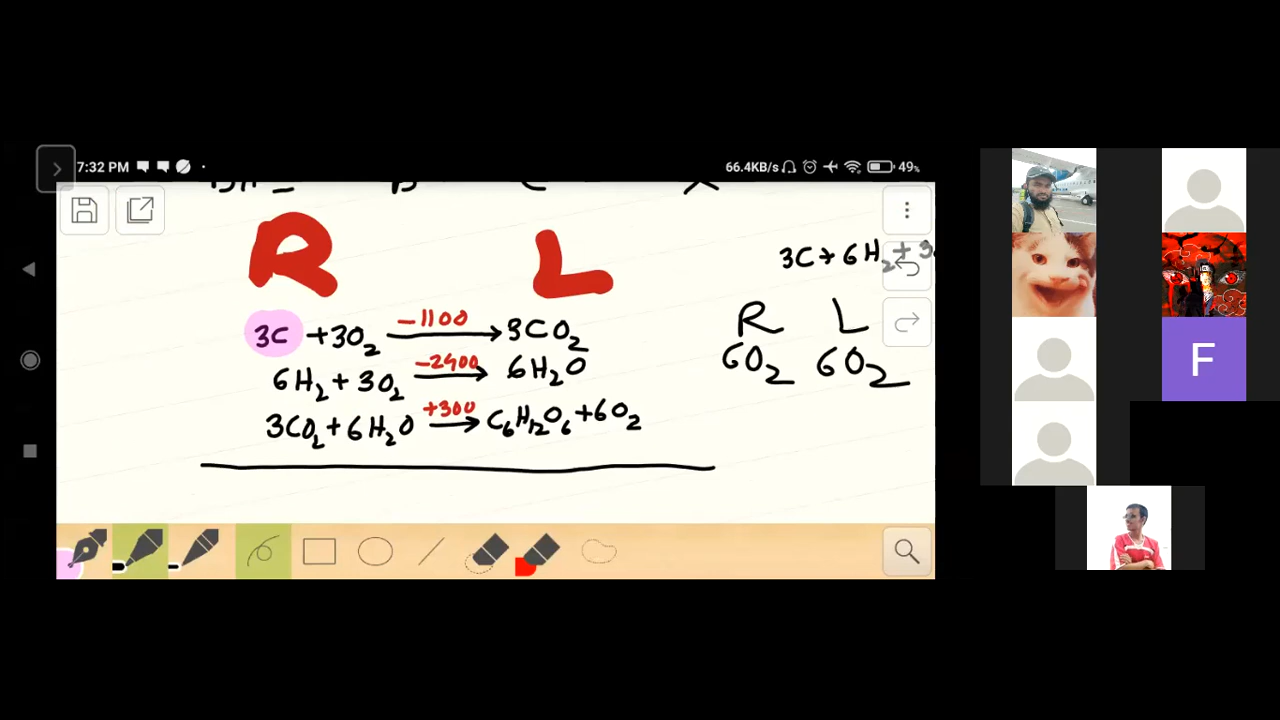 7:32 PM 66.4KB/s 49%
R L
3C + 6H2 + 3
3C + 3O2 -1100 → 3CO2
6H2 + 3O2 -2400 → 6H2O
3CO2 + 6H2O +300 → C6H12O6 + 6O2
R L
6O2 6O2
F